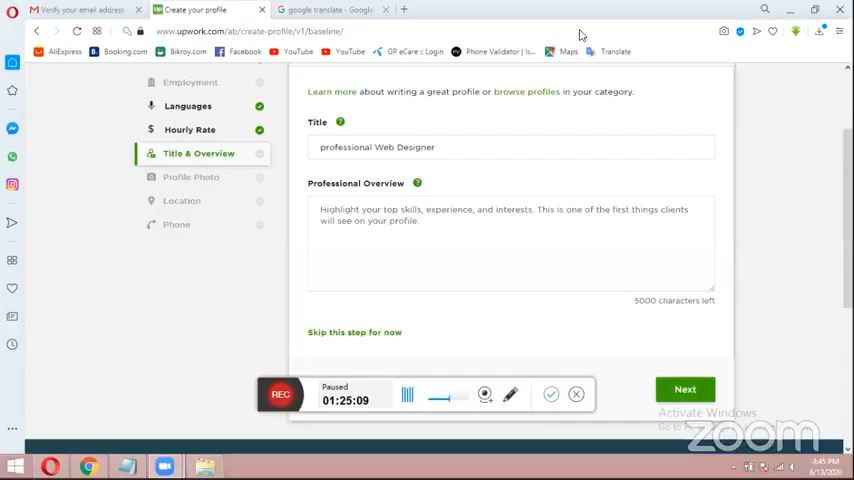 Verify your email address
Create your profile
google translate - Google
www.upwork.com/ab/create-profile/v1/baseline/
AliExpress
Booking.com
Bikroy.com
Facebook
YouTube
YouTube
GP eCare :: Login
Phone Validator | Is...
Maps
Translate
Employment
Languages
Hourly Rate
Title & Overview
Profile Photo
Location
Phone
Learn more about writing a great profile or browse profiles in your category.
Title
professional Web Designer
Professional Overview
Highlight your top skills, experience, and interests. This is one of the first things clients
will see on your profile.
5000 characters left
Skip this step for now
REC
Paused
01:25:09
Next
Activate Windows
zoom
4:45 PM
6/13/2020